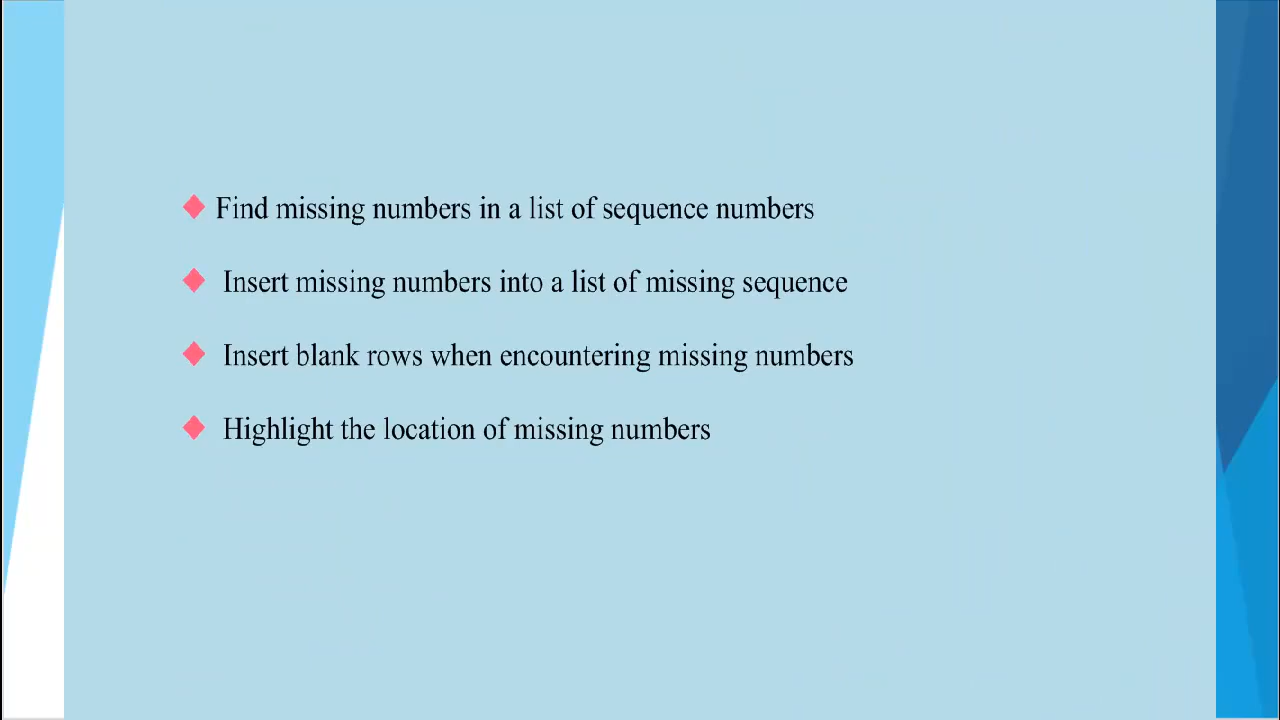 Find missing numbers in a list of sequence numbers
Insert missing numbers into a list of missing sequence
Insert blank rows when encountering missing numbers
Highlight the location of missing numbers